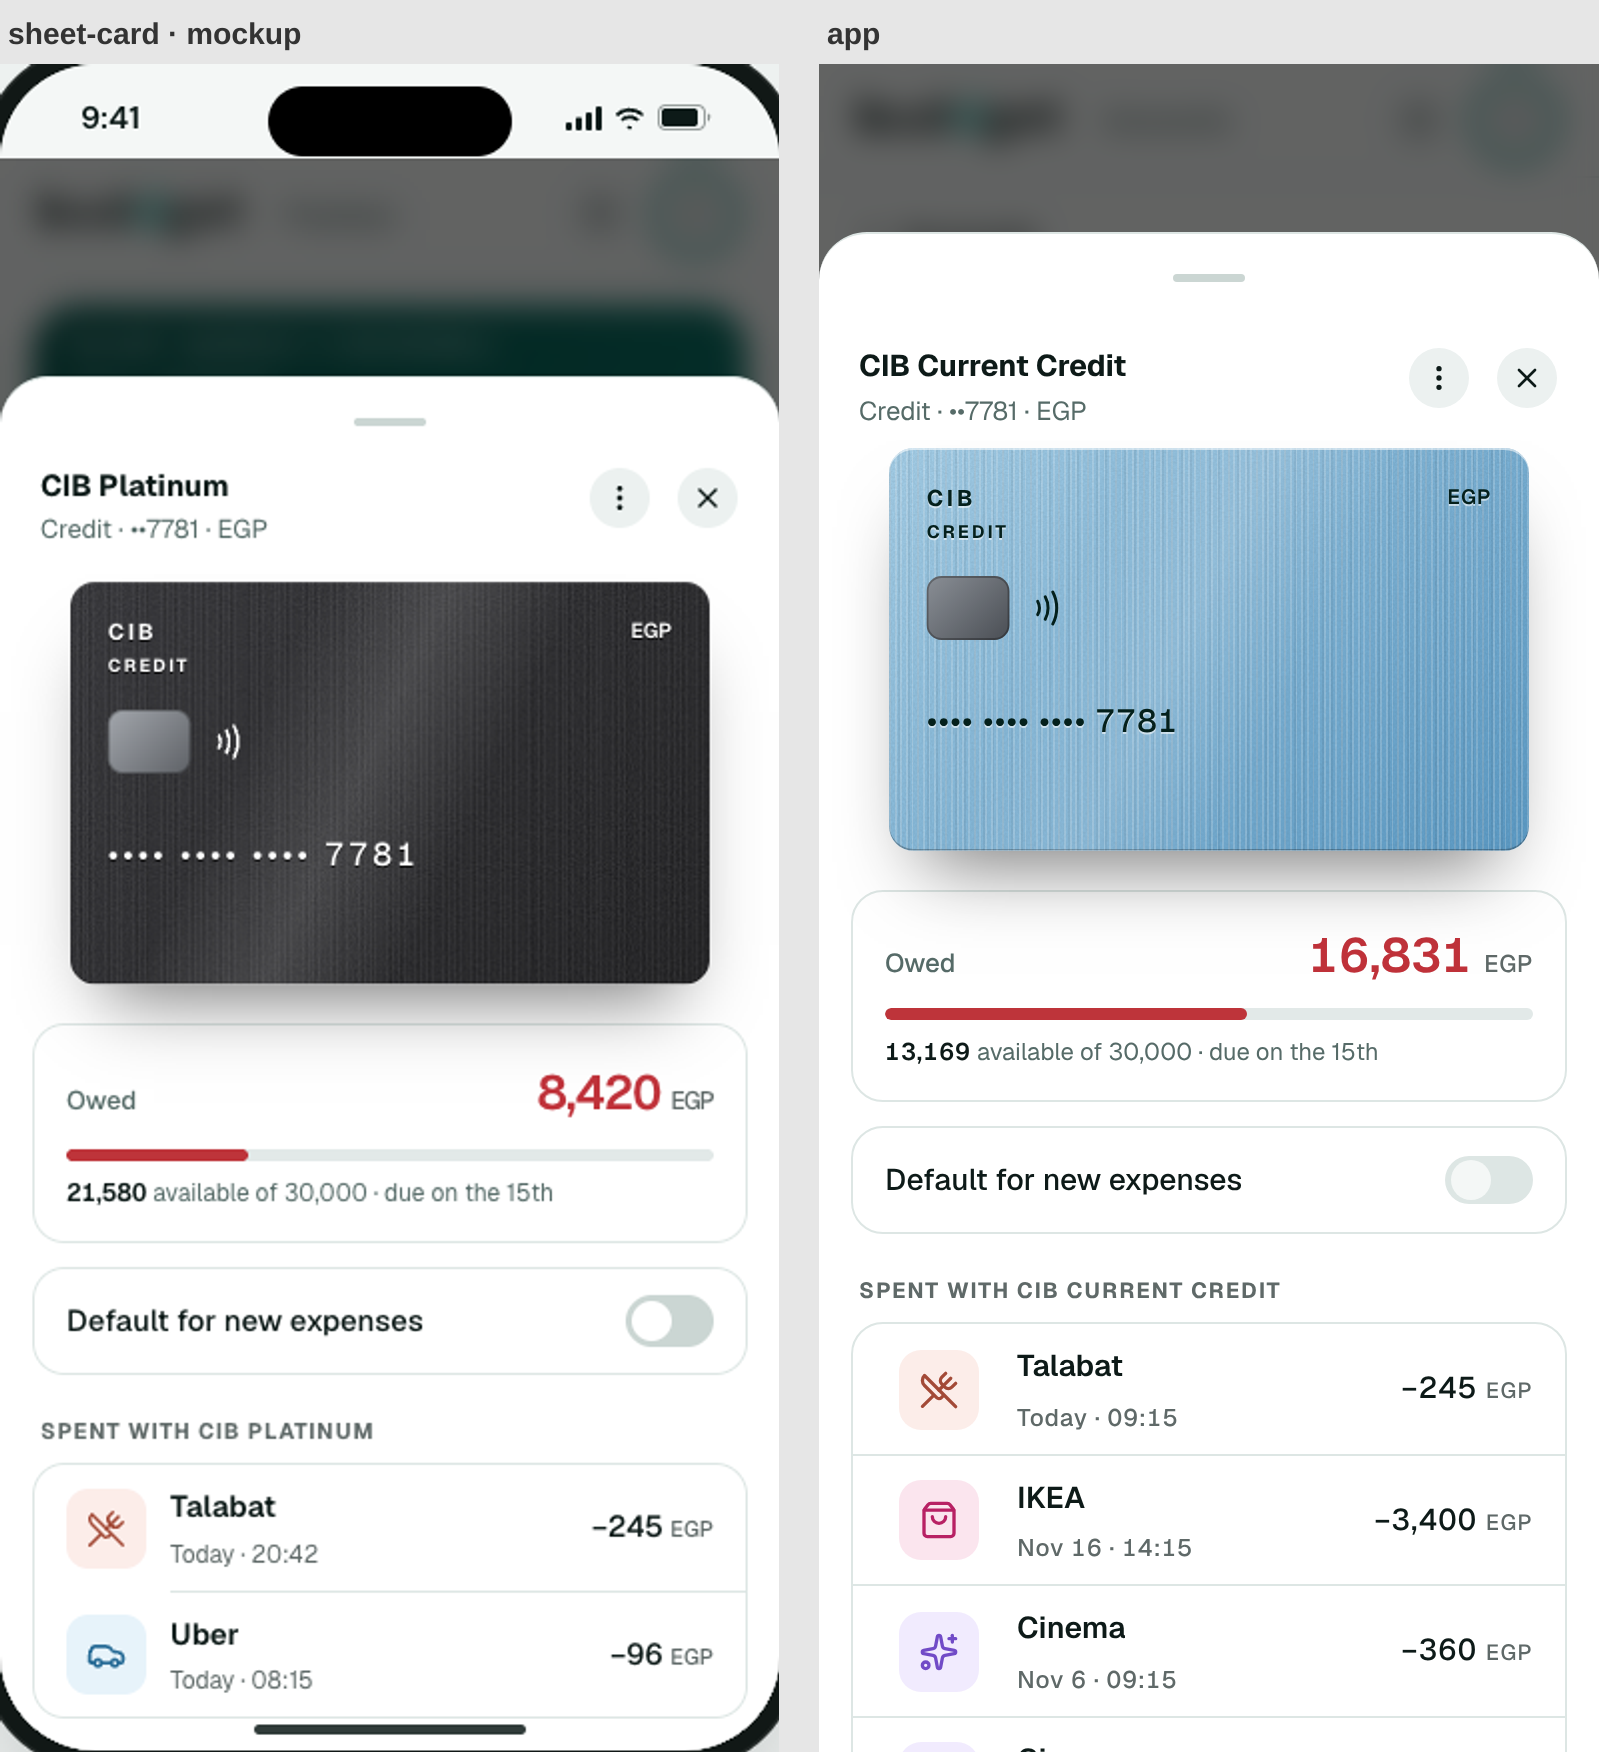 sheet-card · mockup
9:41
CIB Platinum
Credit · ••7781 · EGP
CIB
EGP
CREDIT
•••• •••• •••• 7781
Owed
8,420 EGP
21,580 available of 30,000 · due on the 15th
Default for new expenses
SPENT WITH CIB PLATINUM
Talabat
−245 EGP
Today · 20:42
Uber
−96 EGP
Today · 08:15
app
CIB Current Credit
Credit · ••7781 · EGP
CIB
EGP
CREDIT
•••• •••• •••• 7781
Owed
16,831 EGP
13,169 available of 30,000 · due on the 15th
Default for new expenses
SPENT WITH CIB CURRENT CREDIT
Talabat
−245 EGP
Today · 09:15
IKEA
−3,400 EGP
Nov 16 · 14:15
Cinema
−360 EGP
Nov 6 · 09:15